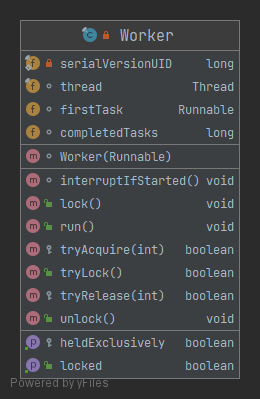 Worker
serialVersionUID long
thread Thread
firstTask Runnable
completedTasks long
Worker(Runnable)
interruptIfStarted() void
lock() void
run() void
tryAcquire(int) boolean
tryLock() boolean
tryRelease(int) boolean
unlock() void
heldExclusively boolean
locked boolean
Powered by yFiles